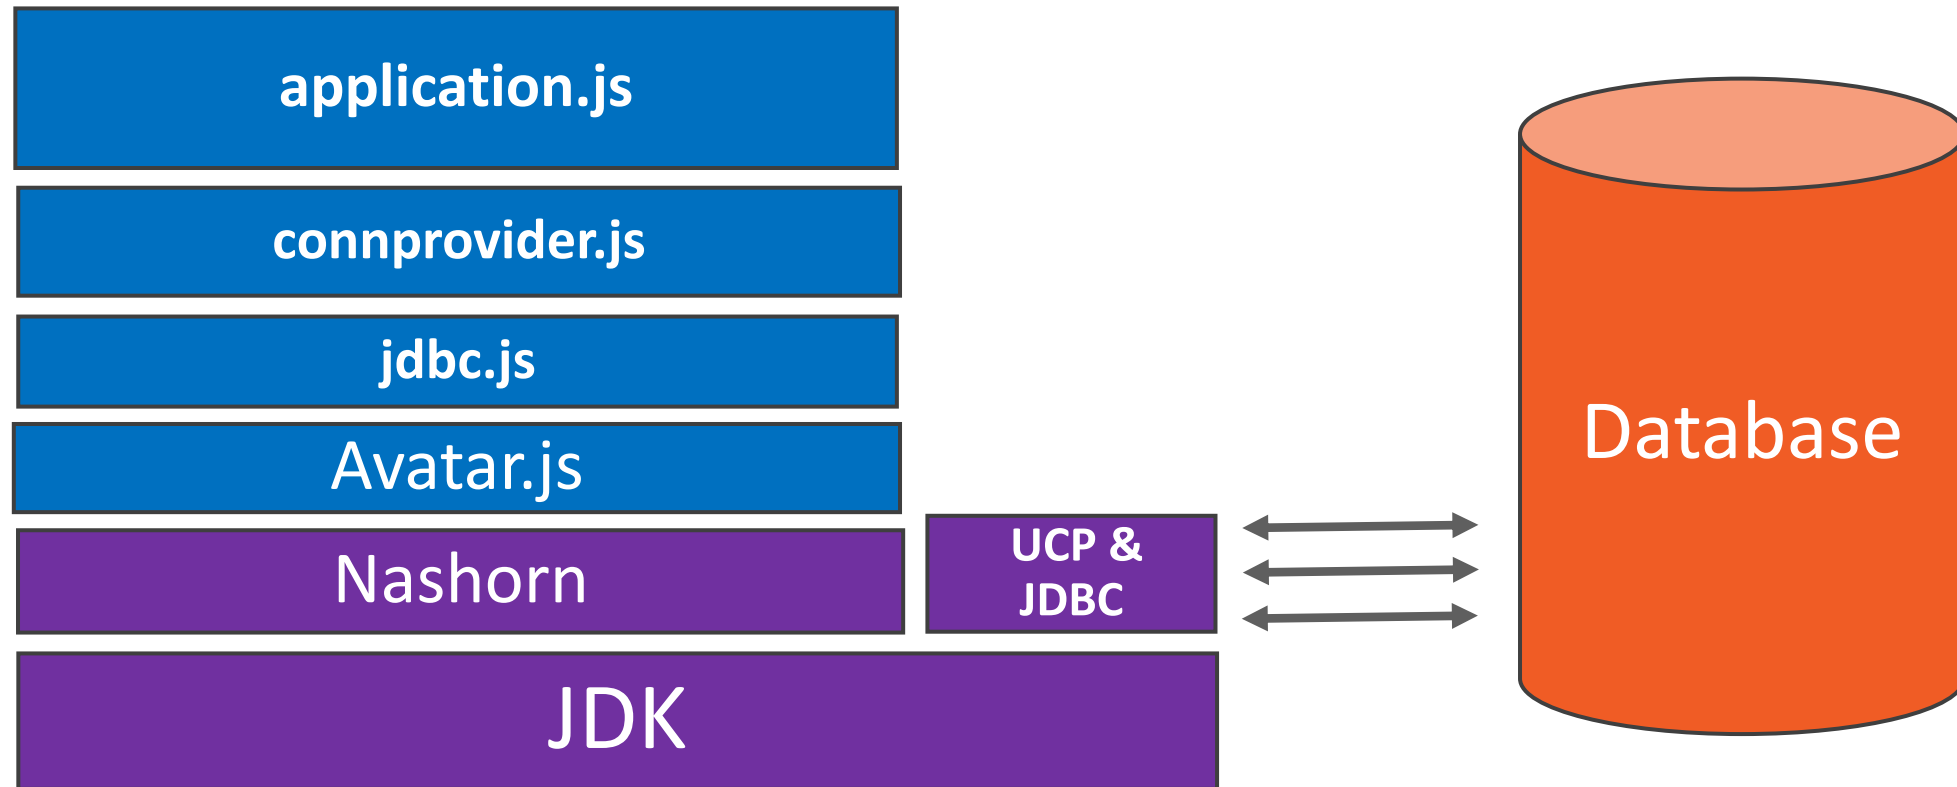 application.js
connprovider.js
jdbc.js
Avatar.js
Nashorn
UCP &
JDBC
JDK
Database